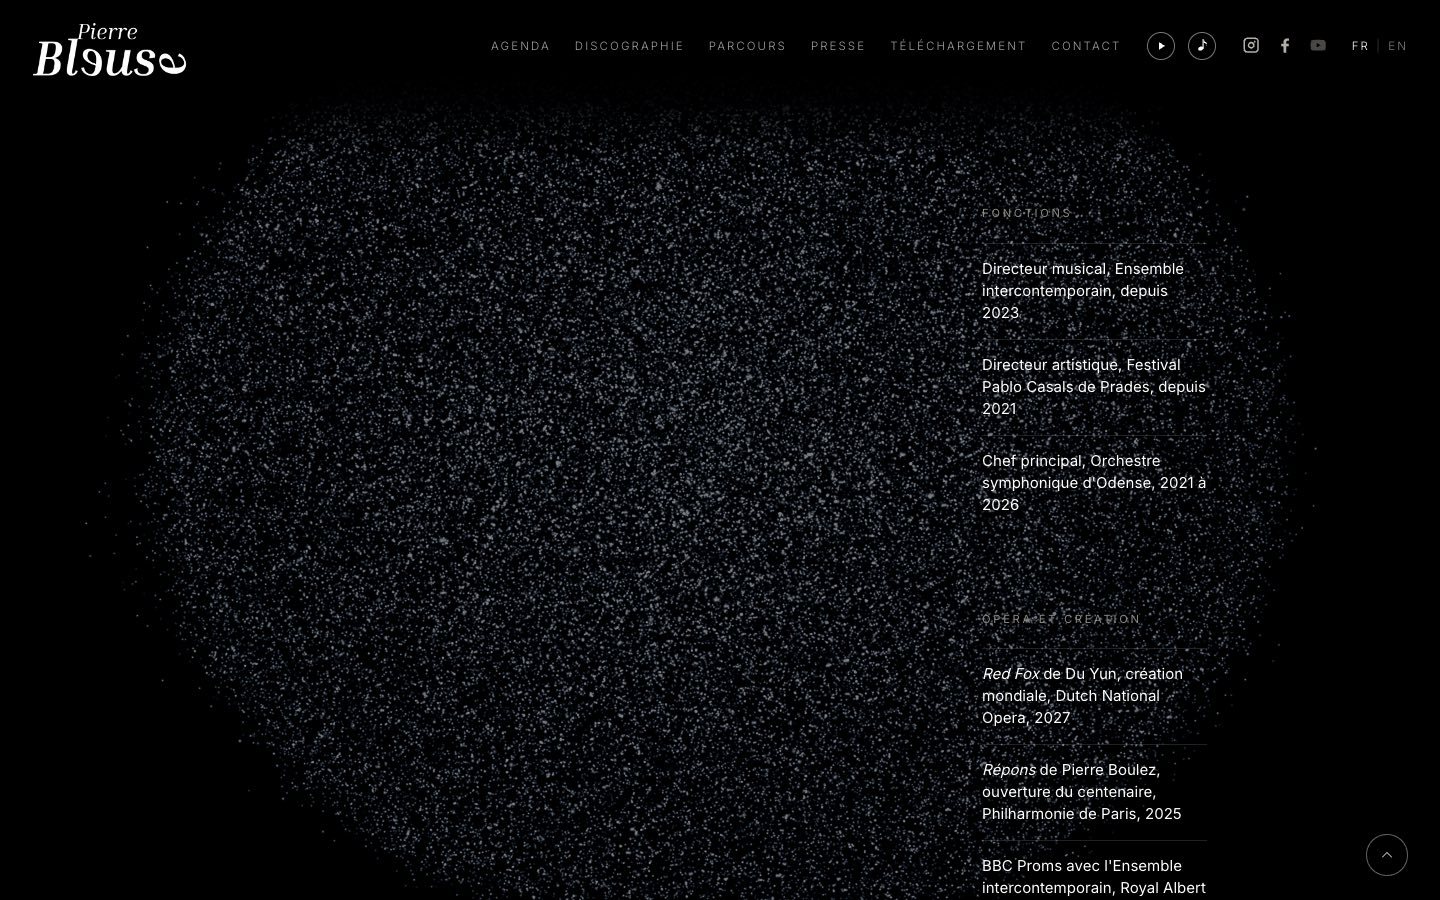 Pierre
Bleuse
AGENDA DISCOGRAPHIE PARCOURS PRESSE TÉLÉCHARGEMENT CONTACT FR EN
FONCTIONS
Directeur musical, Ensemble
intercontemporain, depuis
2023
Directeur artistique, Festival
Pablo Casals de Prades, depuis
2021
Chef principal, Orchestre
symphonique d'Odense, 2021 à
2026
OPÉRA ET CRÉATION
Red Fox de Du Yun, création
mondiale, Dutch National
Opera, 2027
Répons de Pierre Boulez,
ouverture du centenaire,
Philharmonie de Paris, 2025
BBC Proms avec l'Ensemble
intercontemporain, Royal Albert